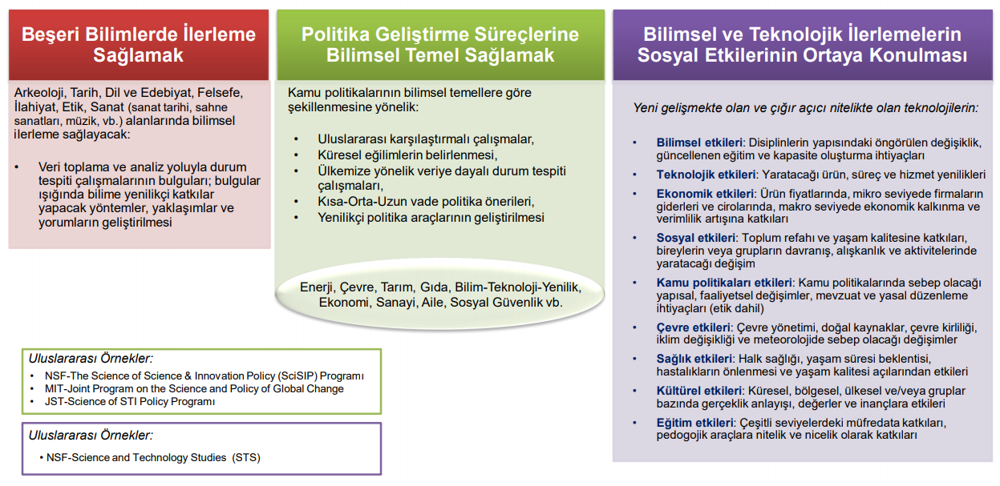 Beşeri Bilimlerde İlerleme
Sağlamak
Arkeoloji, Tarih, Dil ve Edebiyat, Felsefe,
İlahiyat, Etik, Sanat (sanat tarihi, sahne
sanatları, müzik, vb.) alanlarında bilimsel
ilerleme sağlayacak:
• Veri toplama ve analiz yoluyla durum
tespiti çalışmalarının bulguları; bulgular
ışığında bilime yenilikçi katkılar
yapacak yöntemler, yaklaşımlar ve
yorumların geliştirilmesi
Politika Geliştirme Süreçlerine
Bilimsel Temel Sağlamak
Kamu politikalarının bilimsel temellere göre
şekillenmesine yönelik:
• Uluslararası karşılaştırmalı çalışmalar,
• Küresel eğilimlerin belirlenmesi,
• Ülkemize yönelik veriye dayalı durum tespiti
çalışmaları,
• Kısa-Orta-Uzun vade politika önerileri,
• Yenilikçi politika araçlarının geliştirilmesi
Enerji, Çevre, Tarım, Gıda, Bilim-Teknoloji-Yenilik,
Ekonomi, Sanayi, Aile, Sosyal Güvenlik vb.
Bilimsel ve Teknolojik İlerlemelerin
Sosyal Etkilerinin Ortaya Konulması
Yeni gelişmekte olan ve çığır açıcı nitelikte olan teknolojilerin:
• Bilimsel etkileri: Disiplinlerin yapısındaki öngörülen değişiklik,
güncellenen eğitim ve kapasite oluşturma ihtiyaçları
• Teknolojik etkileri: Yaratacağı ürün, süreç ve hizmet yenilikleri
• Ekonomik etkileri: Ürün fiyatlarında, mikro seviyede firmaların
giderleri ve cirolarında, makro seviyede ekonomik kalkınma ve
verimlilik artışına katkıları
• Sosyal etkileri: Toplum refahı ve yaşam kalitesine katkıları,
bireylerin veya grupların davranış, alışkanlık ve aktivitelerinde
yaratacağı değişim
• Kamu politikaları etkileri: Kamu politikalarında sebep olacağı
yapısal, faaliyetsel değişimler, mevzuat ve yasal düzenleme
ihtiyaçları (etik dahil)
• Çevre etkileri: Çevre yönetimi, doğal kaynaklar, çevre kirliliği,
iklim değişikliği ve meteorolojide sebep olacağı değişimler
• Sağlık etkileri: Halk sağlığı, yaşam süresi beklentisi,
hastalıkların önlenmesi ve yaşam kalitesi açılarından etkileri
• Kültürel etkileri: Küresel, bölgesel, ülkesel ve/veya gruplar
bazında gerçeklik anlayışı, değerler ve inançlara etkileri
• Eğitim etkileri: Çeşitli seviyelerdeki müfredata katkıları,
pedogojik araçlara nitelik ve nicelik olarak katkıları
Uluslararası Örnekler:
• NSF-The Science of Science & Innovation Policy (SciSIP) Programı
• MIT-Joint Program on the Science and Policy of Global Change
• JST-Science of STI Policy Programı
Uluslararası Örnekler:
• NSF-Science and Technology Studies (STS)